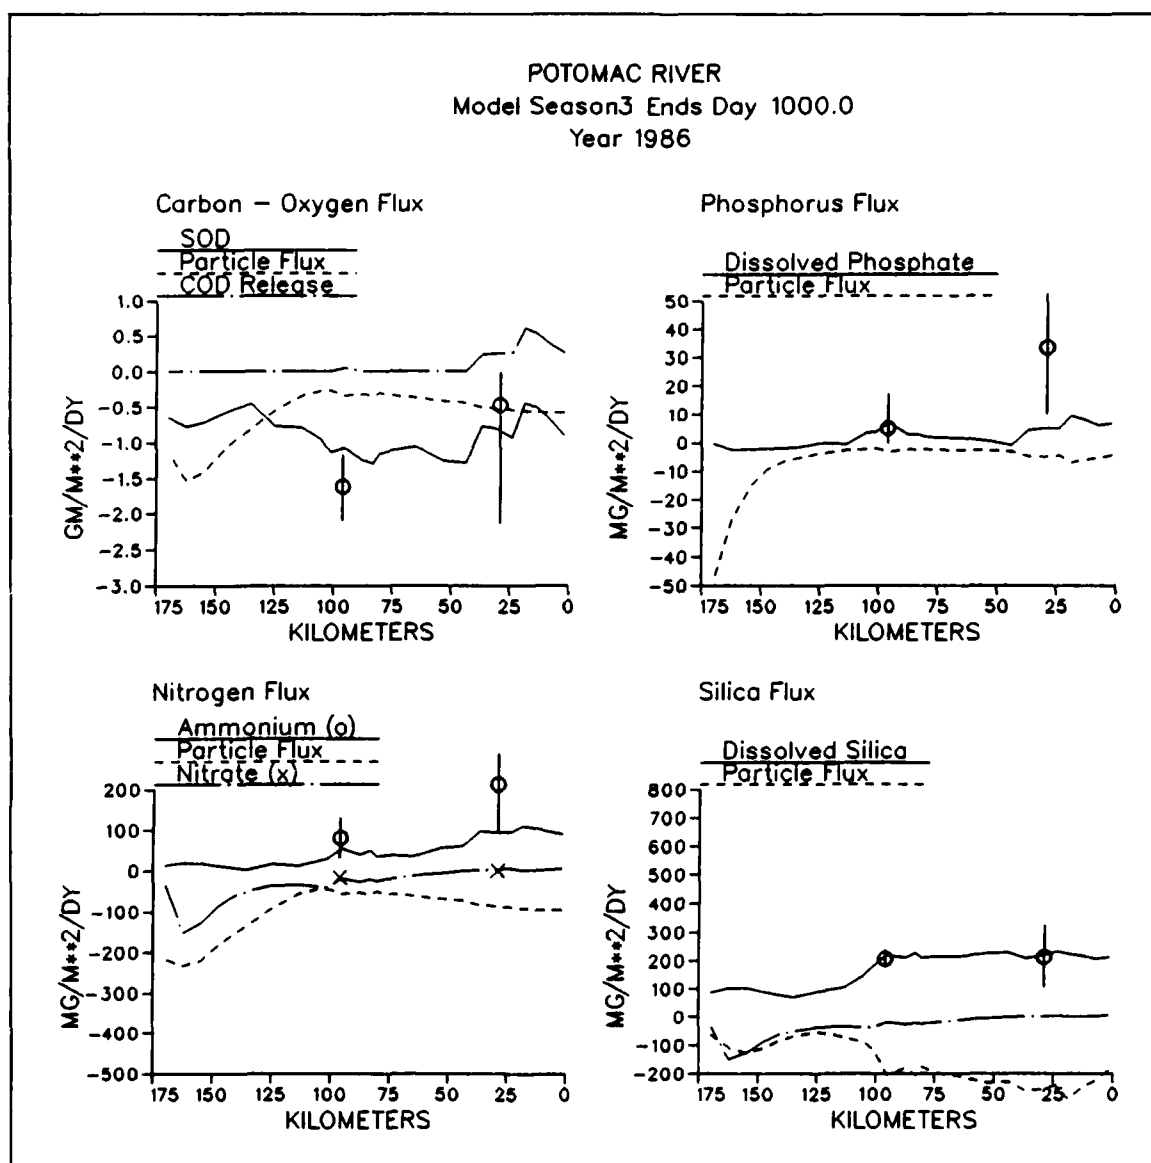 POTOMAC RIVER
Model Season3 Ends Day 1000.0
Year 1986
Carbon – Oxygen Flux
SOD
Particle Flux
COD Release
1.0
0.5
0.0
-0.5
-1.0
-1.5
-2.0
-2.5
-3.0
GM/M**2/DY
175 150 125 100 75 50 25 0
KILOMETERS
Phosphorus Flux
Dissolved Phosphate
Particle Flux
50
40
30
20
10
0
-10
-20
-30
-40
-50
MG/M**2/DY
175 150 125 100 75 50 25 0
KILOMETERS
Nitrogen Flux
Ammonium (o)
Particle Flux
Nitrate (x)
200
100
0
-100
-200
-300
-400
-500
MG/M**2/DY
175 150 125 100 75 50 25 0
KILOMETERS
Silica Flux
Dissolved Silica
Particle Flux
800
700
600
500
400
300
200
100
0
-100
-200
MG/M**2/DY
175 150 125 100 75 50 25 0
KILOMETERS